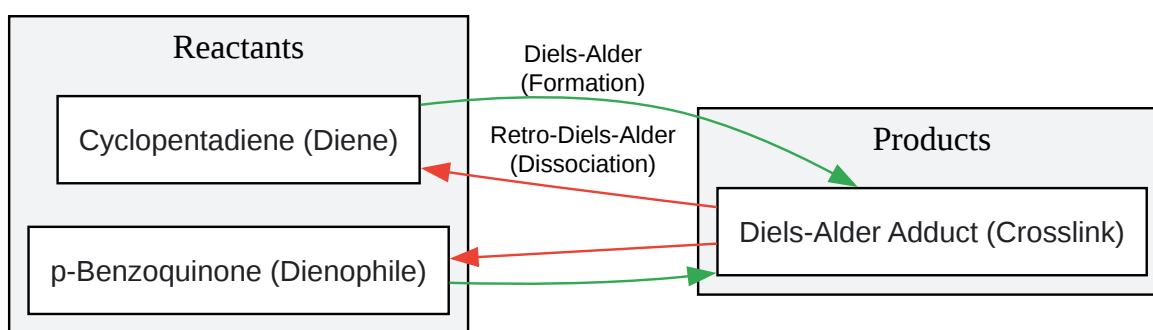 Reactants
Cyclopentadiene (Diene)
p-Benzoquinone (Dienophile)
Diels-Alder
(Formation)
Retro-Diels-Alder
(Dissociation)
Products
Diels-Alder Adduct (Crosslink)